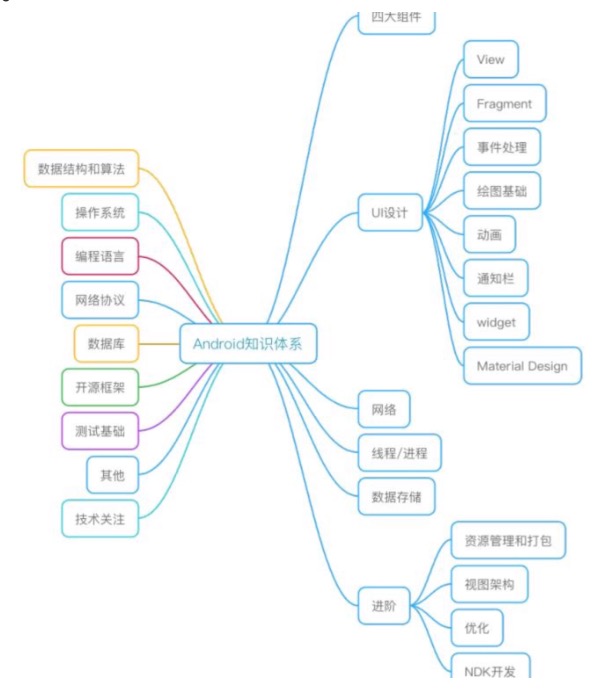 四大组件
View
Fragment
事件处理
绘图基础
动画
通知栏
widget
Material Design
UI设计
数据结构和算法
操作系统
编程语言
网络协议
数据库
开源框架
测试基础
其他
技术关注
Android知识体系
网络
线程/进程
数据存储
进阶
资源管理和打包
视图架构
优化
NDK开发